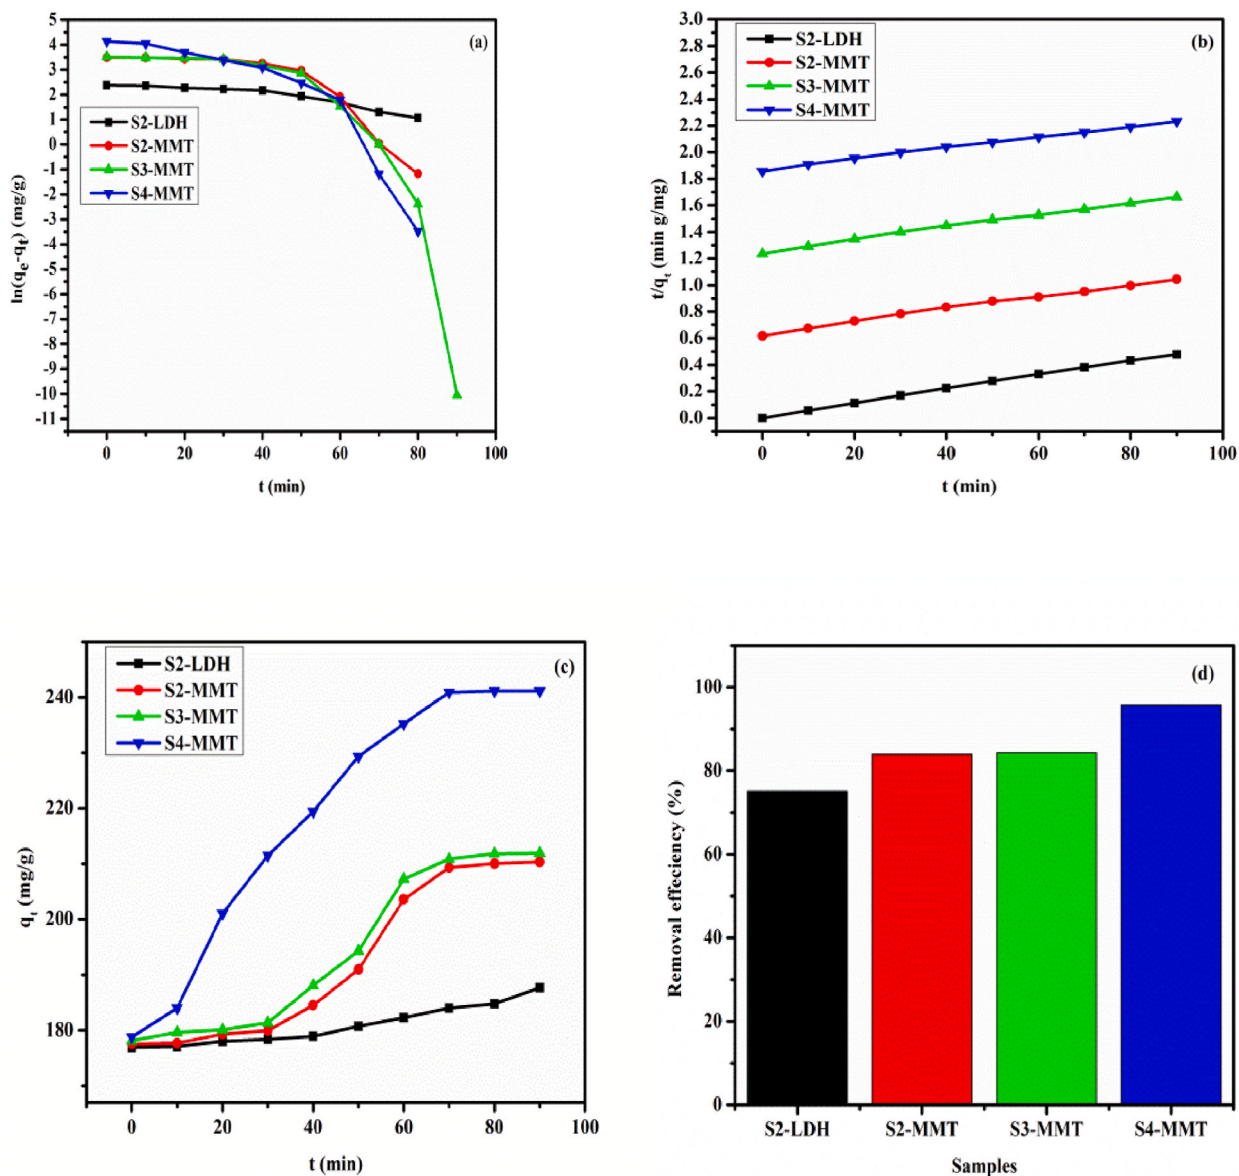 5
4
3
2
1
0
-1
-2
-3
-4
-5
-6
-7
-8
-9
-10
-11
ln(qe-qt) (mg/g)
(a)
S2-LDH
S2-MMT
S3-MMT
S4-MMT
0 20 40 60 80 100
t (min)
3.0
2.8
2.6
2.4
2.2
2.0
1.8
1.6
1.4
1.2
1.0
0.8
0.6
0.4
0.2
0.0
t/qt (min g/mg)
(b)
S2-LDH
S2-MMT
S3-MMT
S4-MMT
0 20 40 60 80 100
t (min)
240
220
200
180
qt (mg/g)
(c)
S2-LDH
S2-MMT
S3-MMT
S4-MMT
0 20 40 60 80 100
t (min)
100
80
60
40
20
0
Removal effeciency (%)
(d)
S2-LDH S2-MMT S3-MMT S4-MMT
Samples